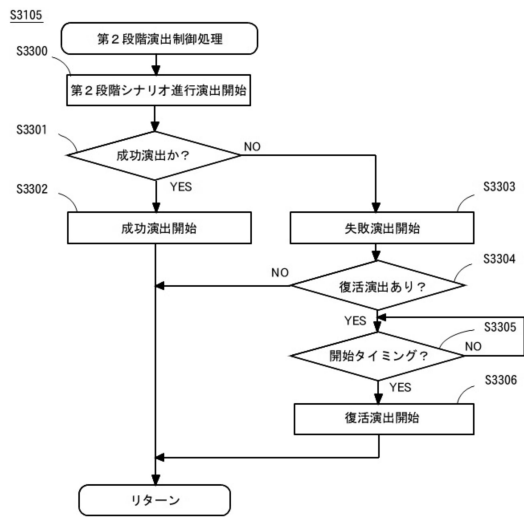 S3105
第2段階演出制御処理
S3300
第2段階シナリオ進行演出開始
S3301
成功演出か?
NO
YES
S3302
成功演出開始
S3303
失敗演出開始
S3304
復活演出あり?
NO
YES
S3305
開始タイミング?
NO
YES
S3306
復活演出開始
リターン